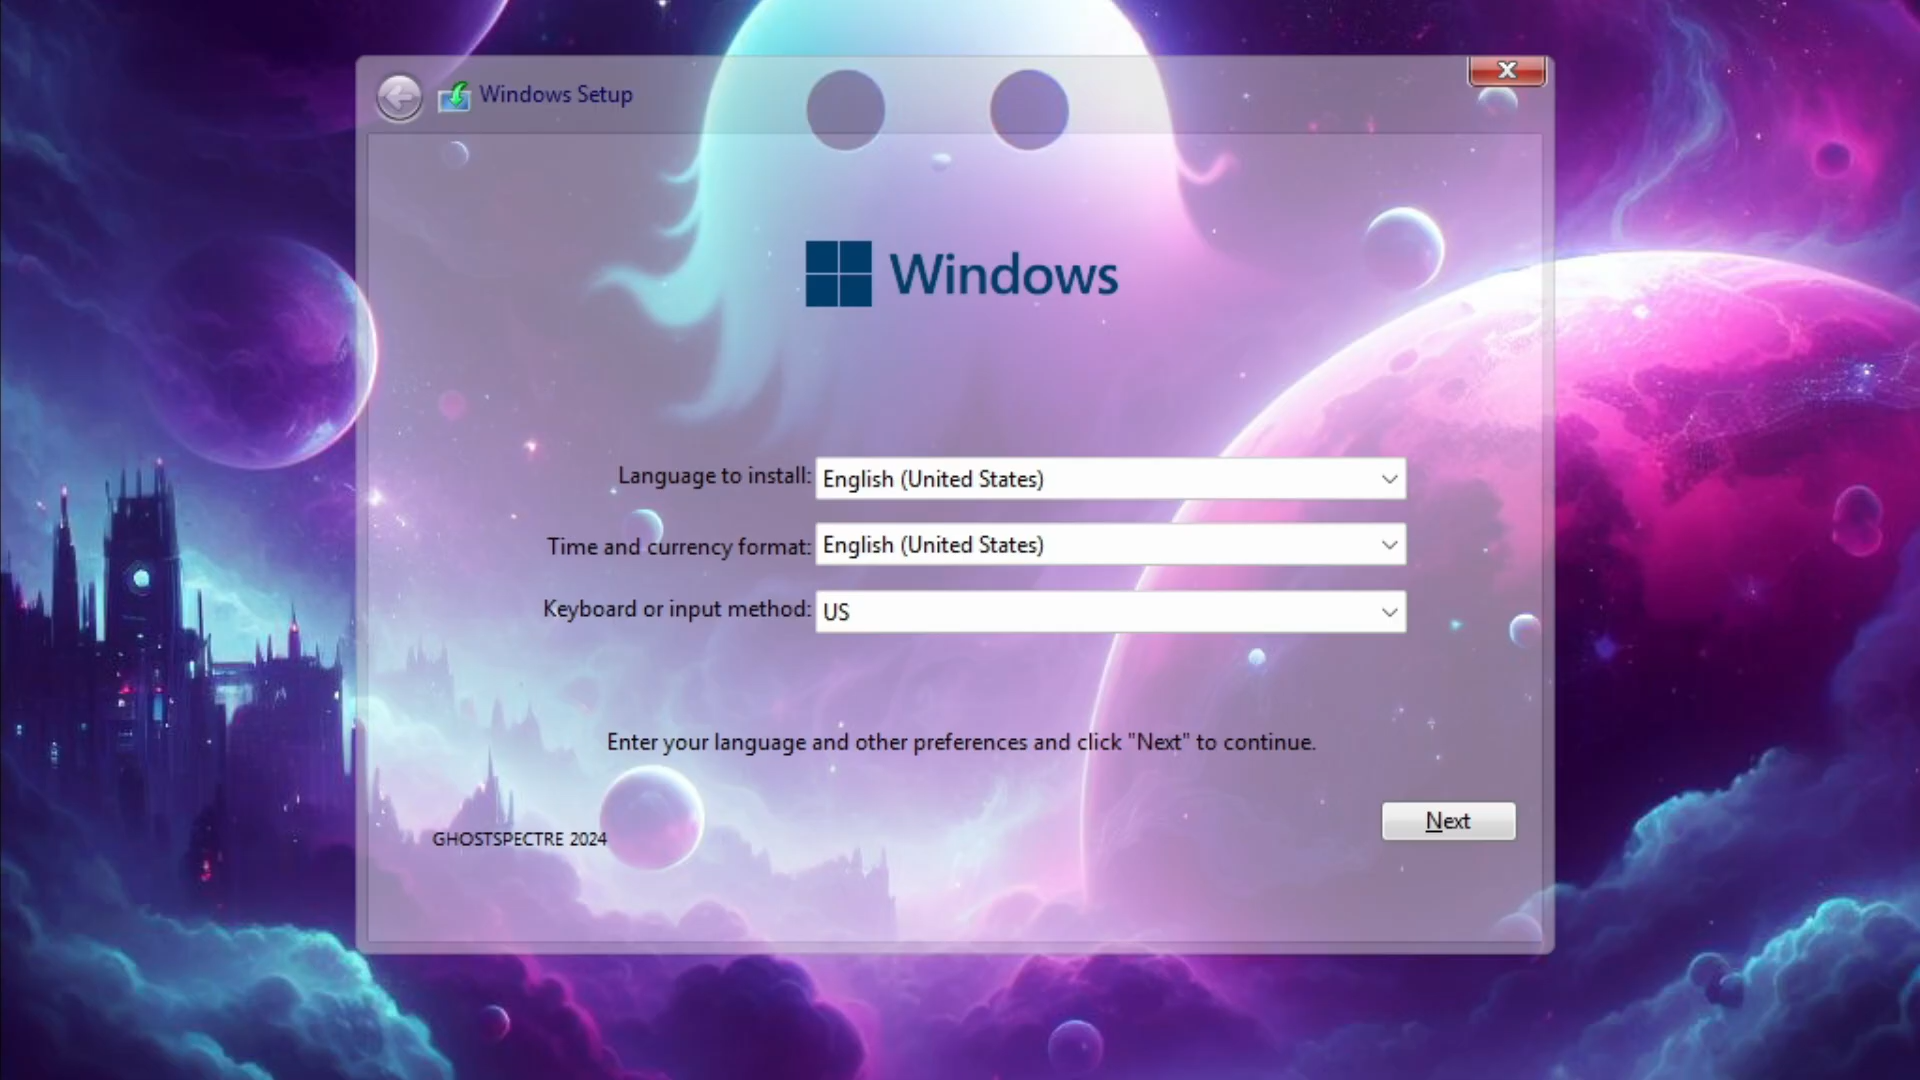 Windows Setup
Windows
Language to install: English (United States)
Time and currency format: English (United States)
Keyboard or input method: US
Enter your language and other preferences and click "Next" to continue.
Next
GHOSTSPECTRE 2024